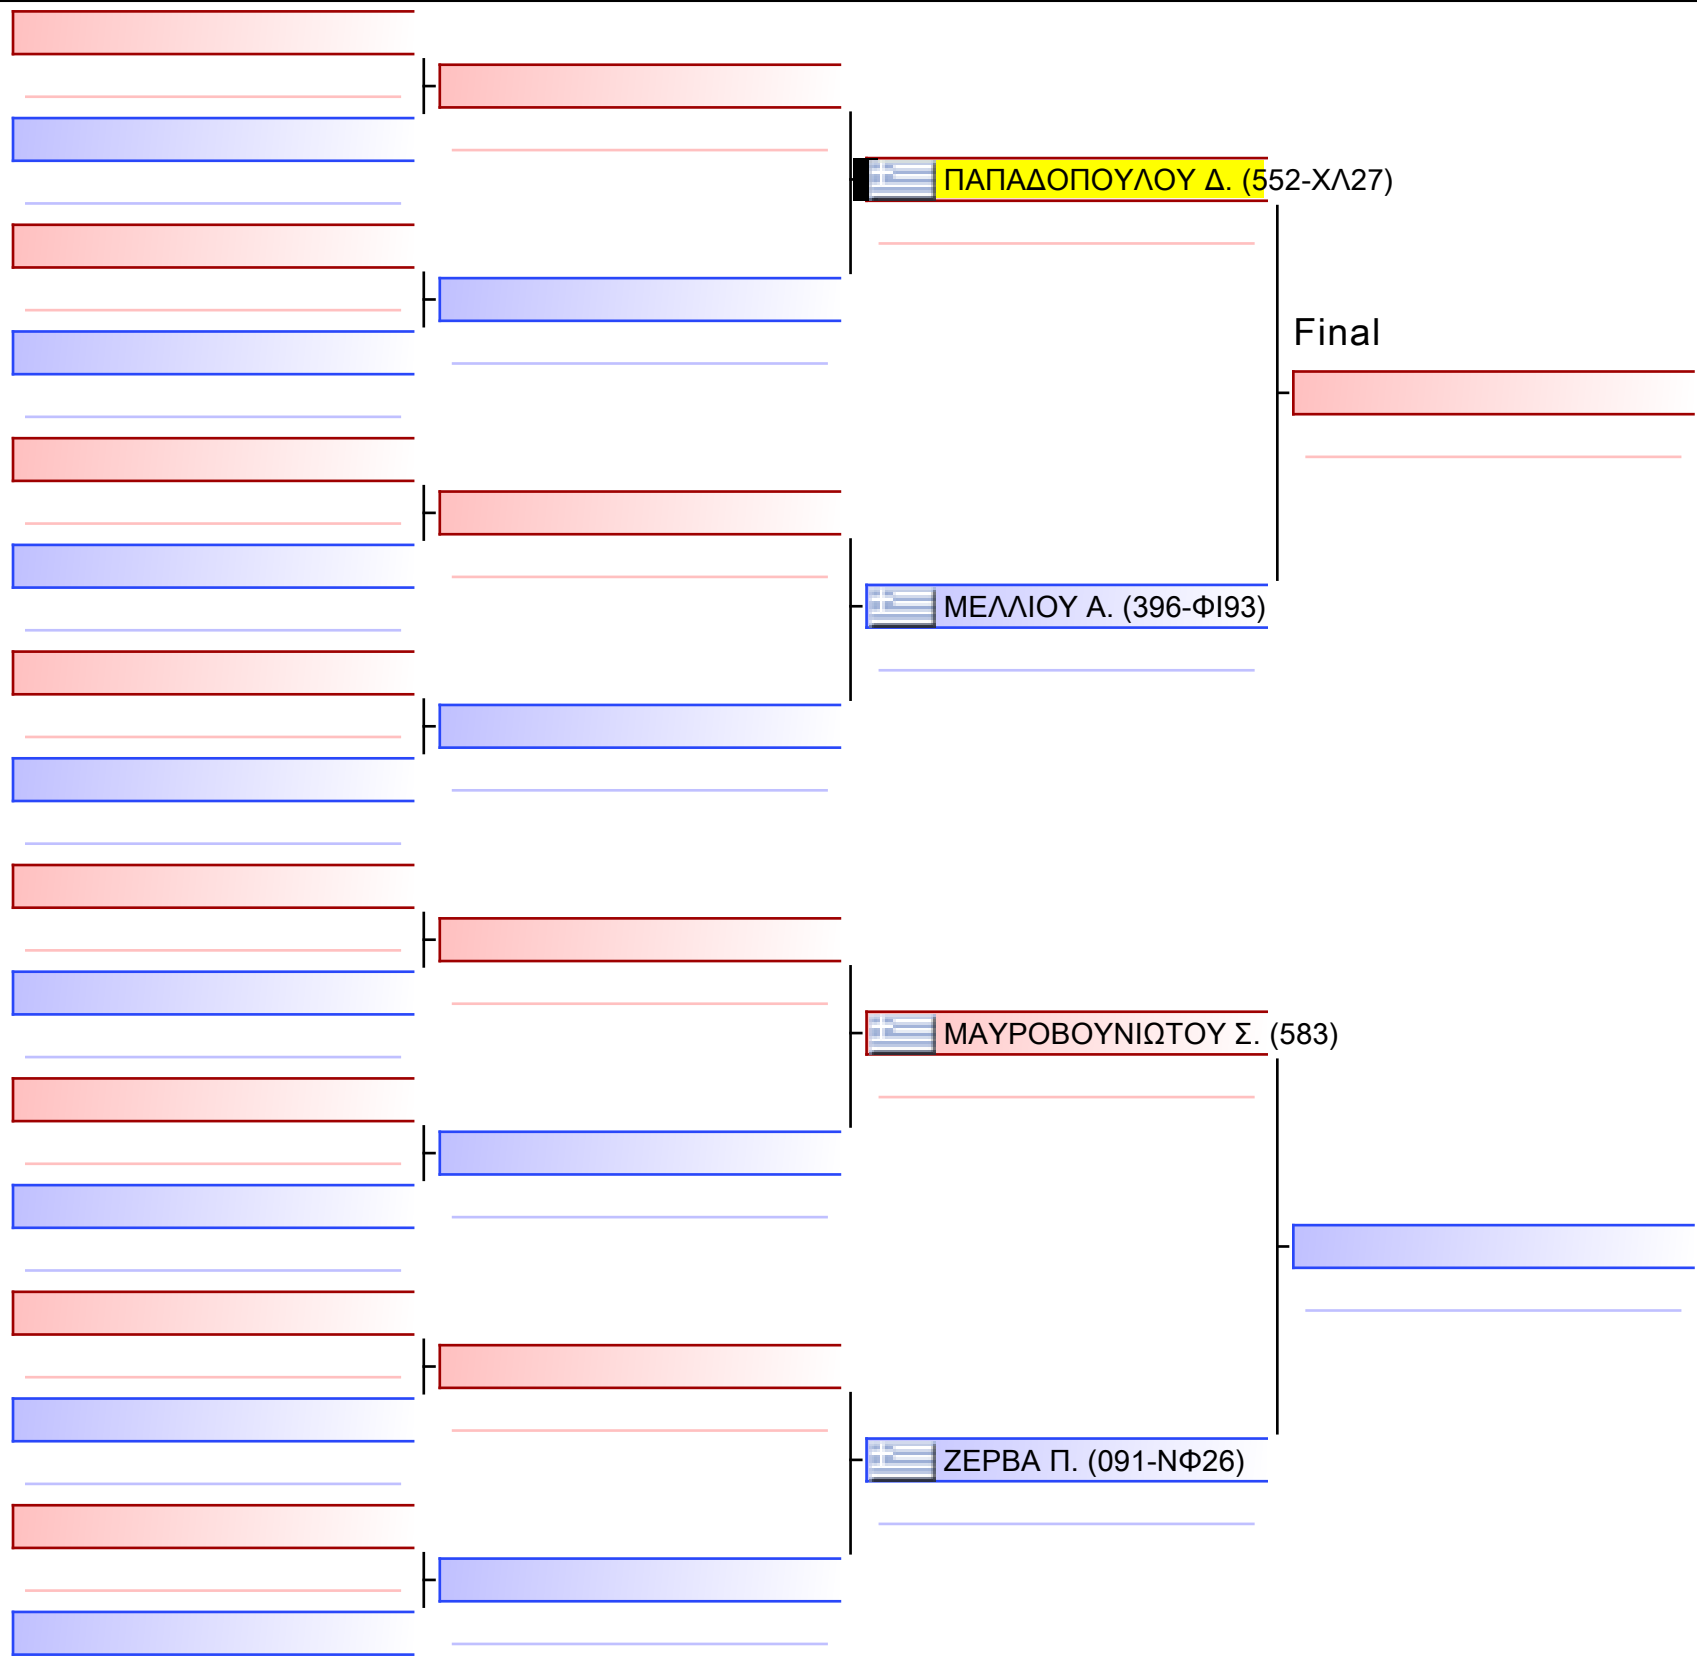 ΠΑΠΑΔΟΠΟΥΛΟΥ Δ. (552-ΧΛ27)
Final
ΜΕΛΛΙΟΥ Α. (396-ΦΙ93)
ΜΑΥΡΟΒΟΥΝΙΩΤΟΥ Σ. (583)
ΖΕΡΒΑ Π. (091-ΝΦ26)